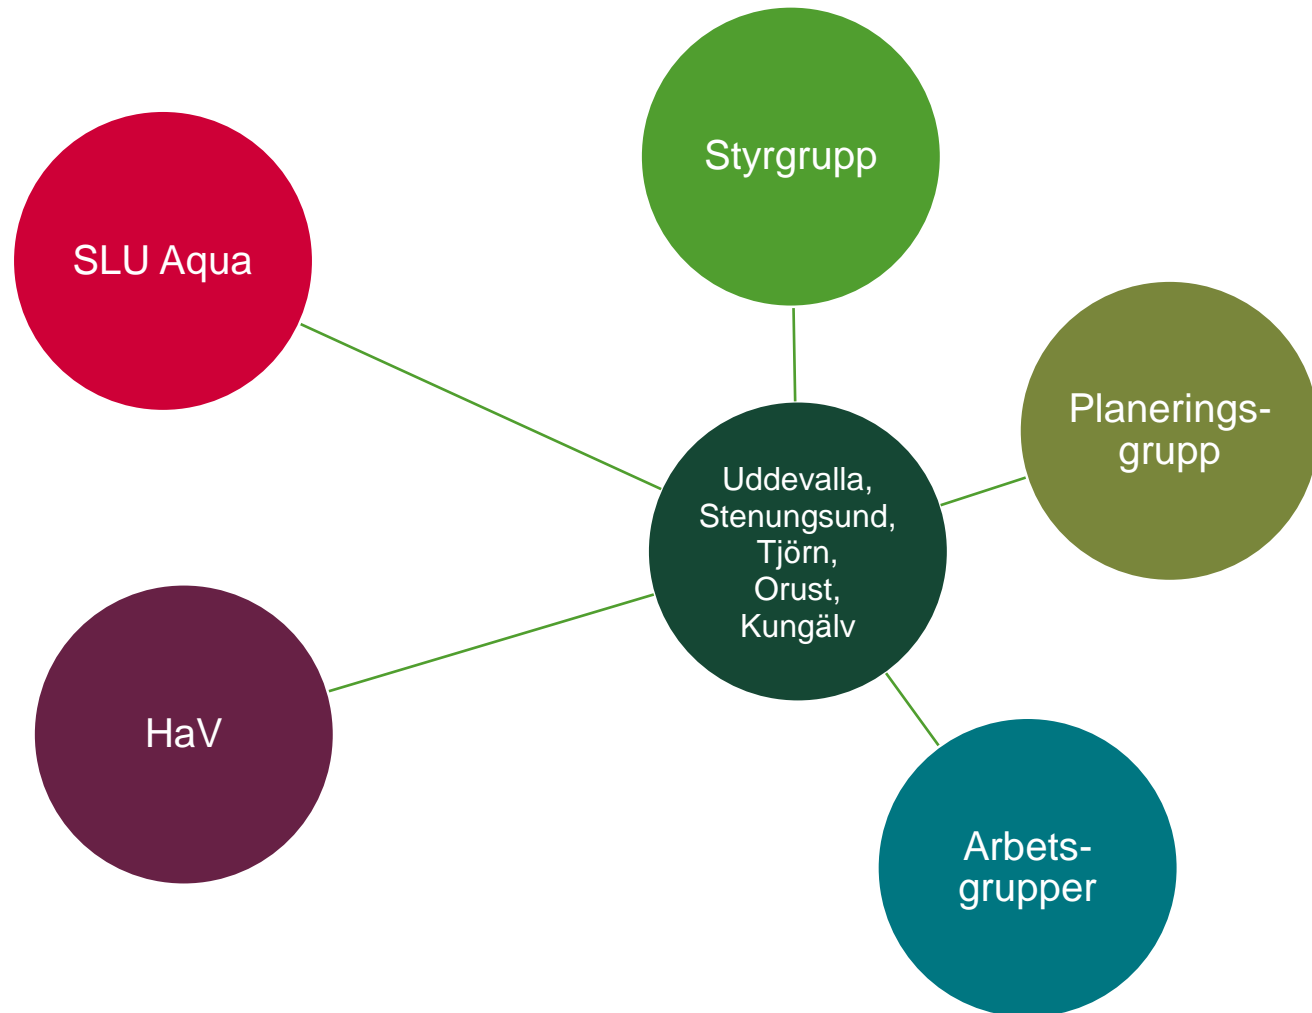 Styrgrupp
SLU Aqua
Planerings-
grupp
Uddevalla,
Stenungsund,
Tjörn,
Orust,
Kungälv
HaV
Arbets-
grupper